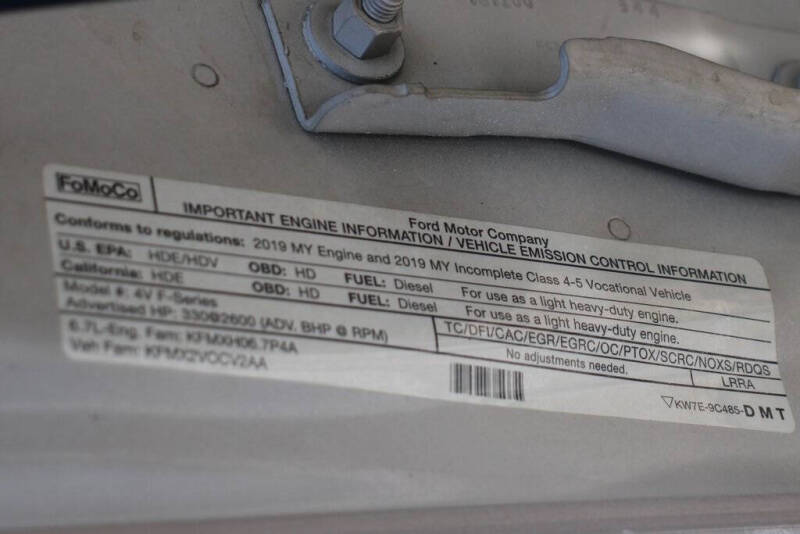 FoMoCo
Ford Motor Company
IMPORTANT ENGINE INFORMATION / VEHICLE EMISSION CONTROL INFORMATION
Conforms to regulations: 2019 MY Engine and 2019 MY Incomplete Class 4-5 Vocational Vehicle
U.S. EPA: HDE/HDV OBD: HD FUEL: Diesel For use as a light heavy-duty engine.
California: HDE OBD: HD FUEL: Diesel For use as a light heavy-duty engine.
Model #: 4V F-Series
Advertised HP: 330@2600 (ADV. BHP @ RPM)
TC/DFI/CAC/EGR/EGRC/OC/PTOX/SCRC/NOXS/RDQS
6.7L-Eng. Fam: KFMXH06.7P4A
No adjustments needed.
LRRA
Veh Fam: KFMX2VOCV2AA
KW7E-9C485-DMT